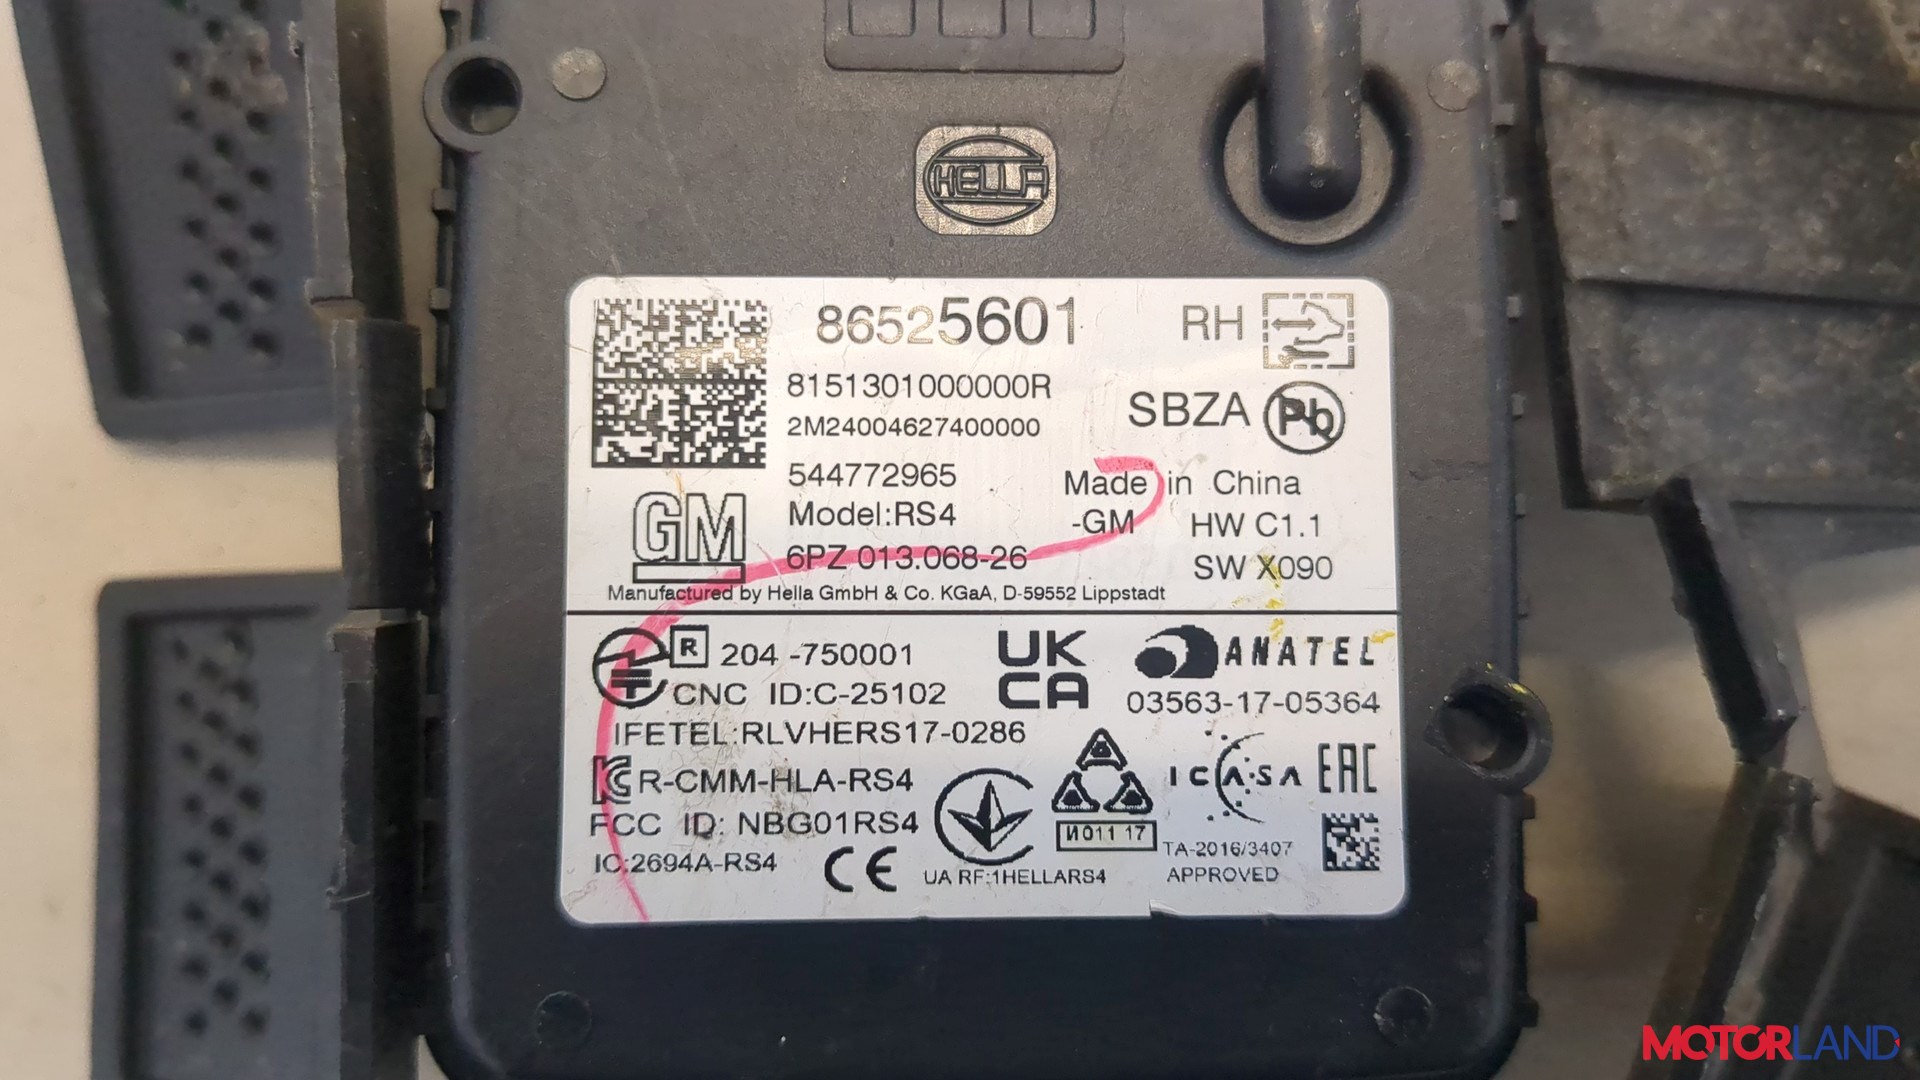 HELLA
86525601 RH
8151301000000R
2M24004627400000
SBZA Pb
544772965
Made in China
GM
Model:RS4 -GM HW C1.1
6PZ 013.068-26 SW X090
Manufactured by Hella GmbH & Co. KGaA, D-59552 Lippstadt
R 204 -750001
UK CA
ANATEL
CNC ID:C-25102
03563-17-05364
IFETEL:RLVHERS17-0286
R-CMM-HLA-RS4
ICASA
EAC
FCC ID: NBG01RS4
И011 17
TA-2016/3407
IC:2694A-RS4
CE
UA RF:1HELLARS4
APPROVED
MOTORLAND